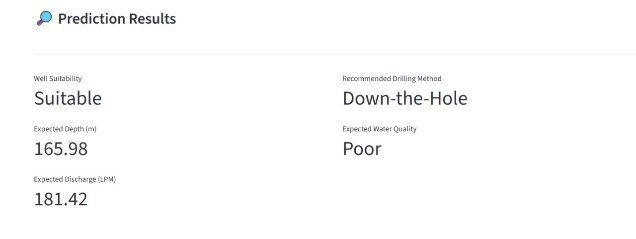 🔎 Prediction Results
Well Suitability
Suitable
Recommended Drilling Method
Down-the-Hole
Expected Depth (m)
165.98
Expected Water Quality
Poor
Expected Discharge (LPM)
181.42